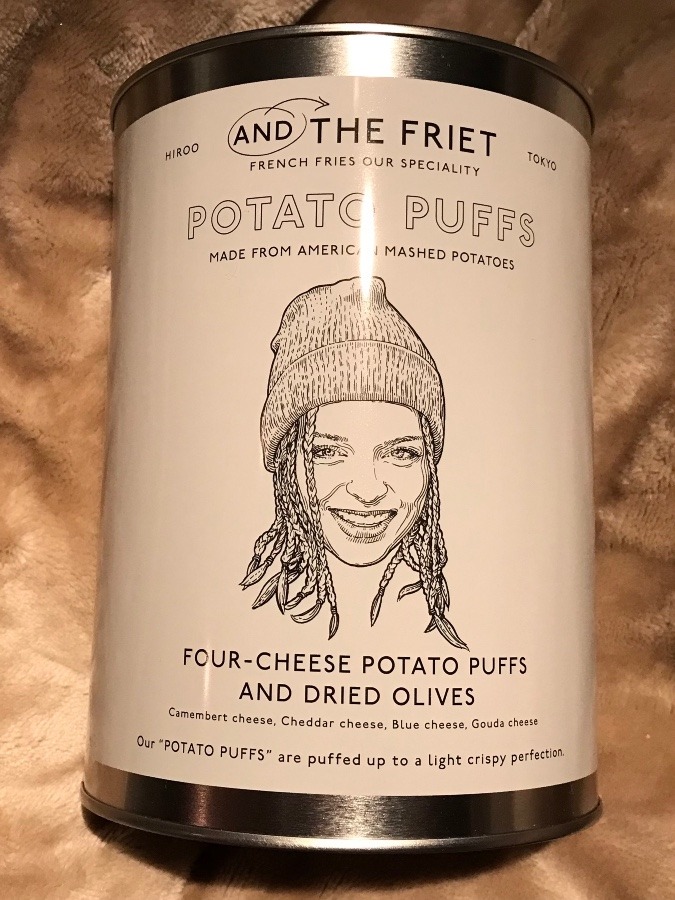 AND THE FRIET
HIROO
TOKYO
FRENCH FRIES OUR SPECIALITY
POTATO PUFFS
MADE FROM AMERICAN MASHED POTATOES
FOUR-CHEESE POTATO PUFFS
AND DRIED OLIVES
Camembert cheese, Cheddar cheese, Blue cheese, Gouda cheese
Our "POTATO PUFFS" are puffed up to a light crispy perfection.